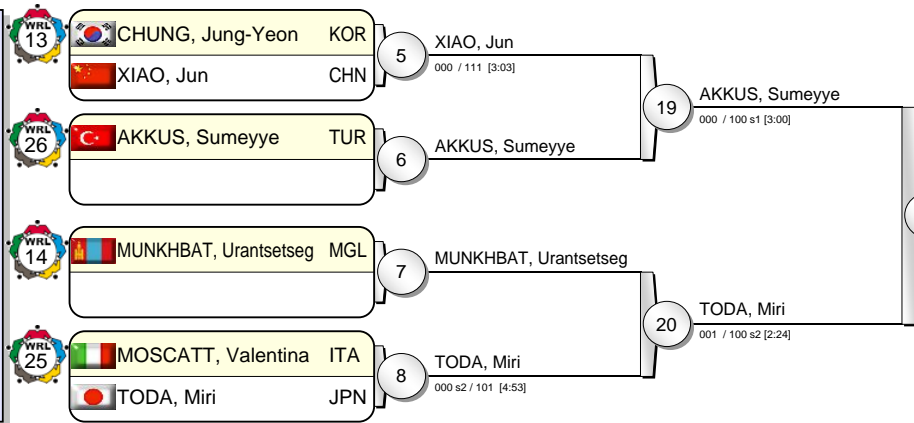 WRL
13
CHUNG, Jung-Yeon KOR
XIAO, Jun CHN
5
XIAO, Jun
000 / 111 [3:03]
WRL
26
AKKUS, Sumeyye TUR
6
AKKUS, Sumeyye
19
AKKUS, Sumeyye
000 / 100 s1 [3:00]
WRL
14
MUNKHBAT, Urantsetseg MGL
7
MUNKHBAT, Urantsetseg
WRL
25
MOSCATT, Valentina ITA
TODA, Miri JPN
8
TODA, Miri
000 s2 / 101 [4:53]
20
TODA, Miri
001 / 100 s2 [2:24]